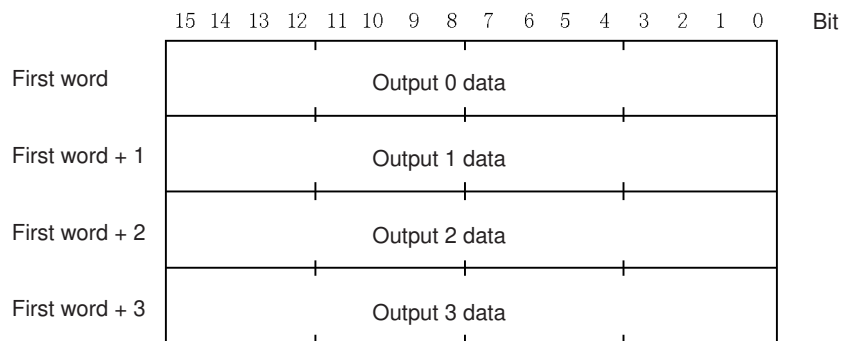 15 14 13 12 11 10 9 8 7 6 5 4 3 2 1 0 Bit
First word Output 0 data
First word + 1 Output 1 data
First word + 2 Output 2 data
First word + 3 Output 3 data